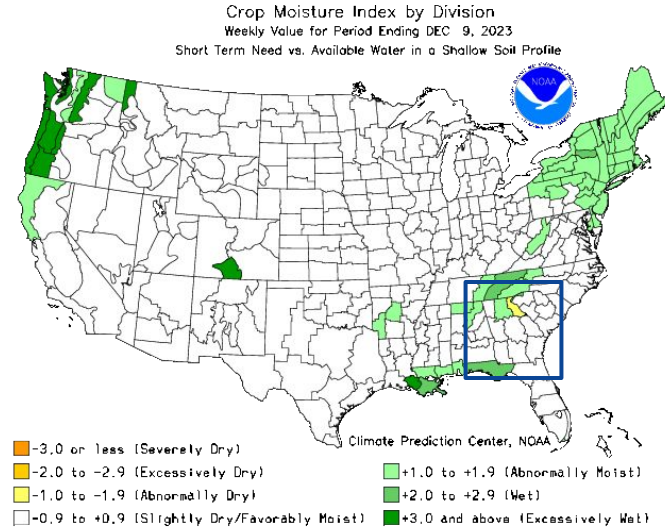 Crop Moisture Index by Division
Weekly Value for Period Ending DEC 9, 2023
Short Term Need vs. Available Water in a Shallow Soil Profile
NOAA
Climate Prediction Center, NOAA
-3.0 or less (Severely Dry)
-2.0 to -2.9 (Excessively Dry)
-1.0 to -1.9 (Abnormally Dry)
-0.9 to +0.9 (Slightly Dry/Favorably Moist)
+1.0 to +1.9 (Abnormally Moist)
+2.0 to +2.9 (Wet)
+3.0 and above (Excessively Wet)